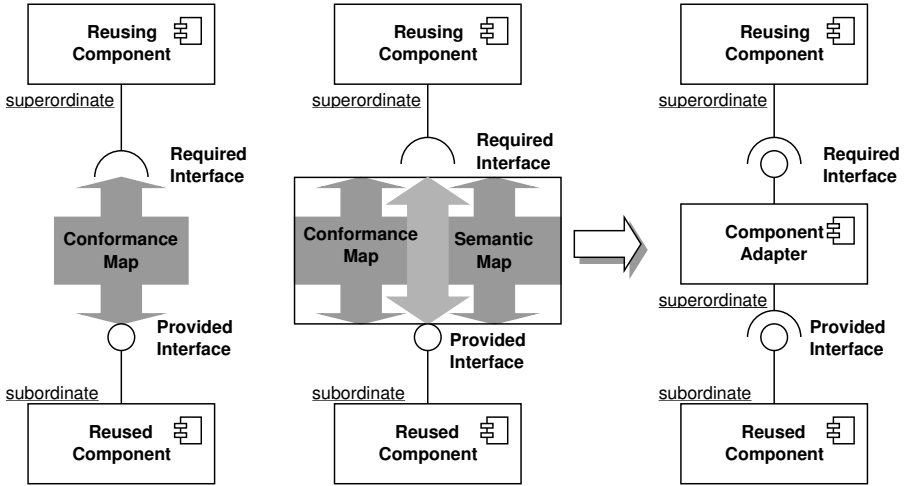 Reusing
Component
superordinate
Required
Interface
Conformance
Map
Provided
Interface
subordinate
Reused
Component
Reusing
Component
superordinate
Required
Interface
Conformance
Map
Semantic
Map
Provided
Interface
subordinate
Reused
Component
Reusing
Component
superordinate
Required
Interface
Component
Adapter
superordinate
Provided
Interface
subordinate
Reused
Component